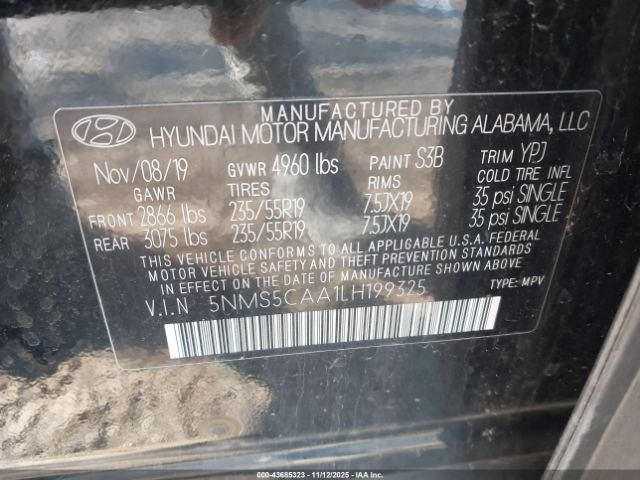 MANUFACTURED BY
HYUNDAI MOTOR MANUFACTURING ALABAMA, LLC
Nov/08/19 GVWR 4960 lbs PAINT S3B TRIM YPJ
GAWR TIRES RIMS COLD TIRE INFL
FRONT 2866 lbs 235/55R19 7.5JX19 35 psi SINGLE
REAR 3075 lbs 235/55R19 7.5JX19 35 psi SINGLE
THIS VEHICLE CONFORMS TO ALL APPLICABLE U.S.A. FEDERAL
MOTOR VEHICLE SAFETY AND THEFT PREVENTION STANDARDS
IN EFFECT ON THE DATE OF MANUFACTURE SHOWN ABOVE.
V.I.N 5NMS5CAA1LH199325 TYPE: MPV
000-43685323 - 11/12/2025 - IAA Inc.